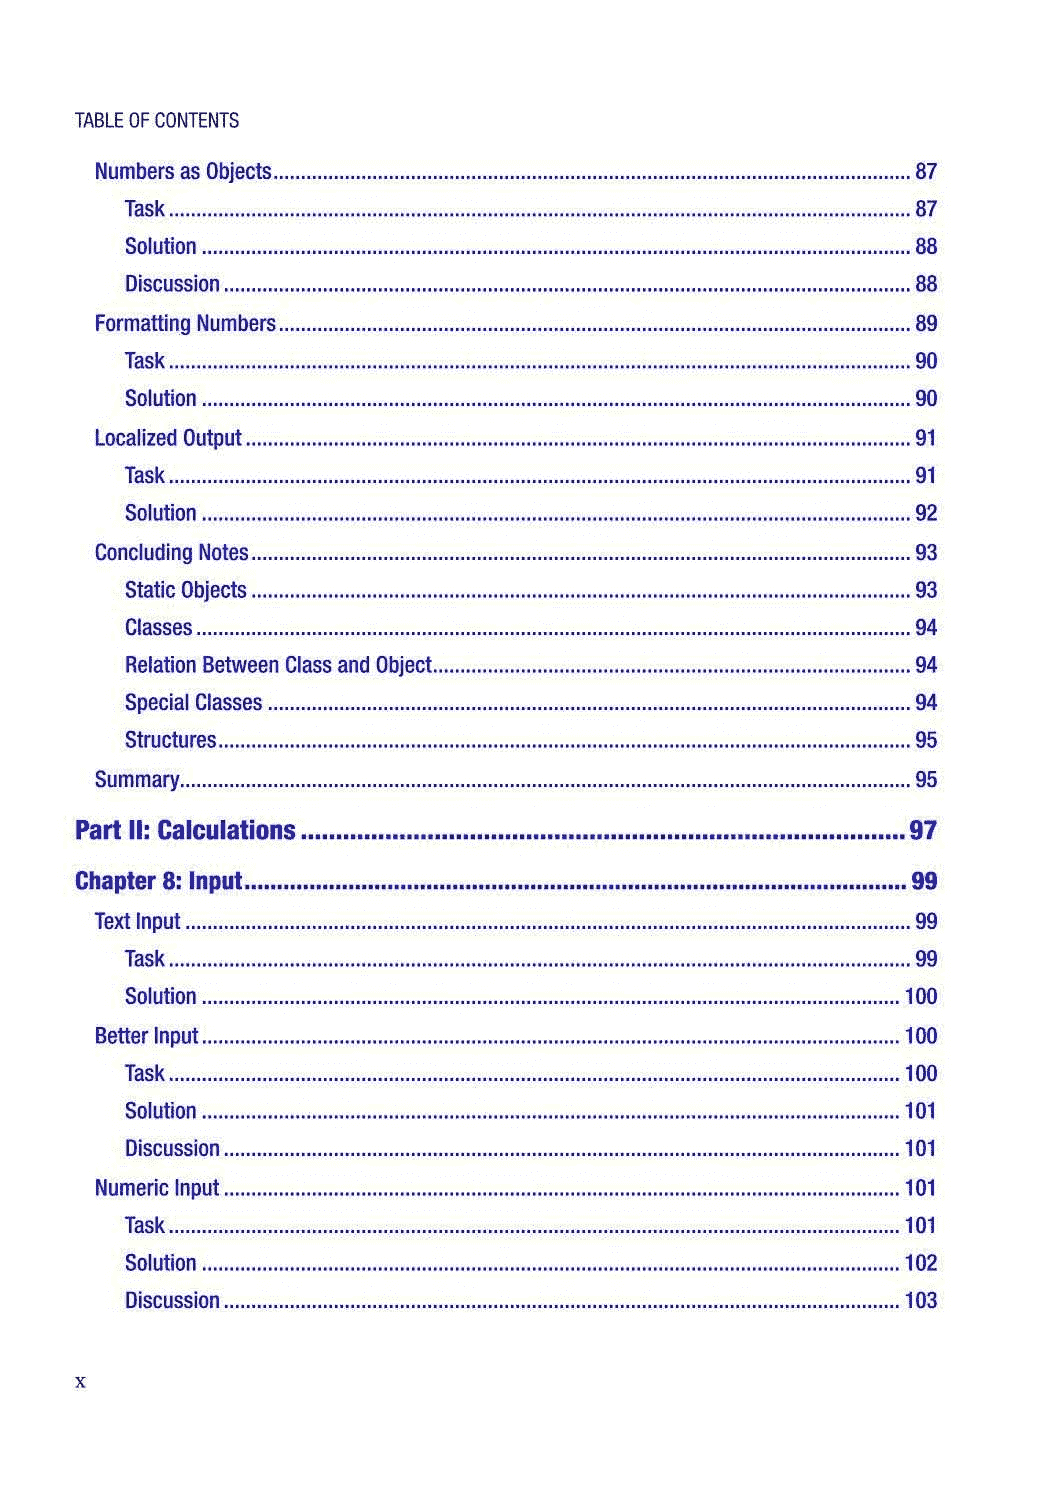 TABLE OF CONTENTS
Numbers as Objects ........ 87
Task ........ 87
Solution ........ 88
Discussion ........ 88
Formatting Numbers ........ 89
Task ........ 90
Solution ........ 90
Localized Output ........ 91
Task ........ 91
Solution ........ 92
Concluding Notes ........ 93
Static Objects ........ 93
Classes ........ 94
Relation Between Class and Object ........ 94
Special Classes ........ 94
Structures ........ 95
Summary ........ 95
Part II: Calculations ........ 97
Chapter 8: Input ........ 99
Text Input ........ 99
Task ........ 99
Solution ........ 100
Better Input ........ 100
Task ........ 100
Solution ........ 101
Discussion ........ 101
Numeric Input ........ 101
Task ........ 101
Solution ........ 102
Discussion ........ 103
x